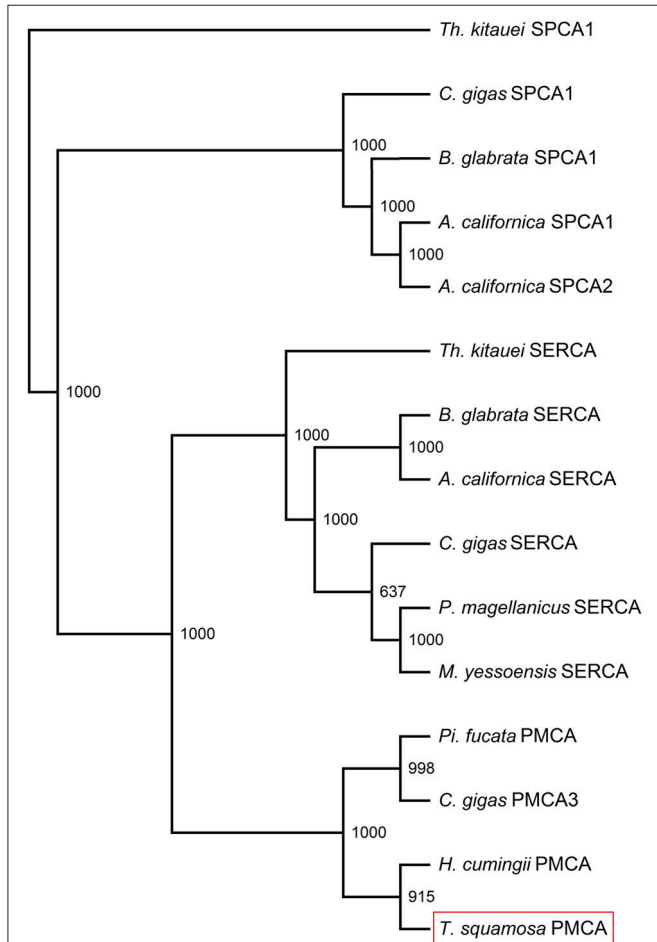 Th. kitauei SPCA1
C. gigas SPCA1
1000
B. glabrata SPCA1
1000
A. californica SPCA1
1000
A. californica SPCA2
Th. kitauei SERCA
1000
B. glabrata SERCA
1000
1000
A. californica SERCA
1000
C. gigas SERCA
637
P. magellanicus SERCA
1000
1000
M. yessoensis SERCA
Pi. fucata PMCA
998
C. gigas PMCA3
1000
H. cumingii PMCA
915
T. squamosa PMCA